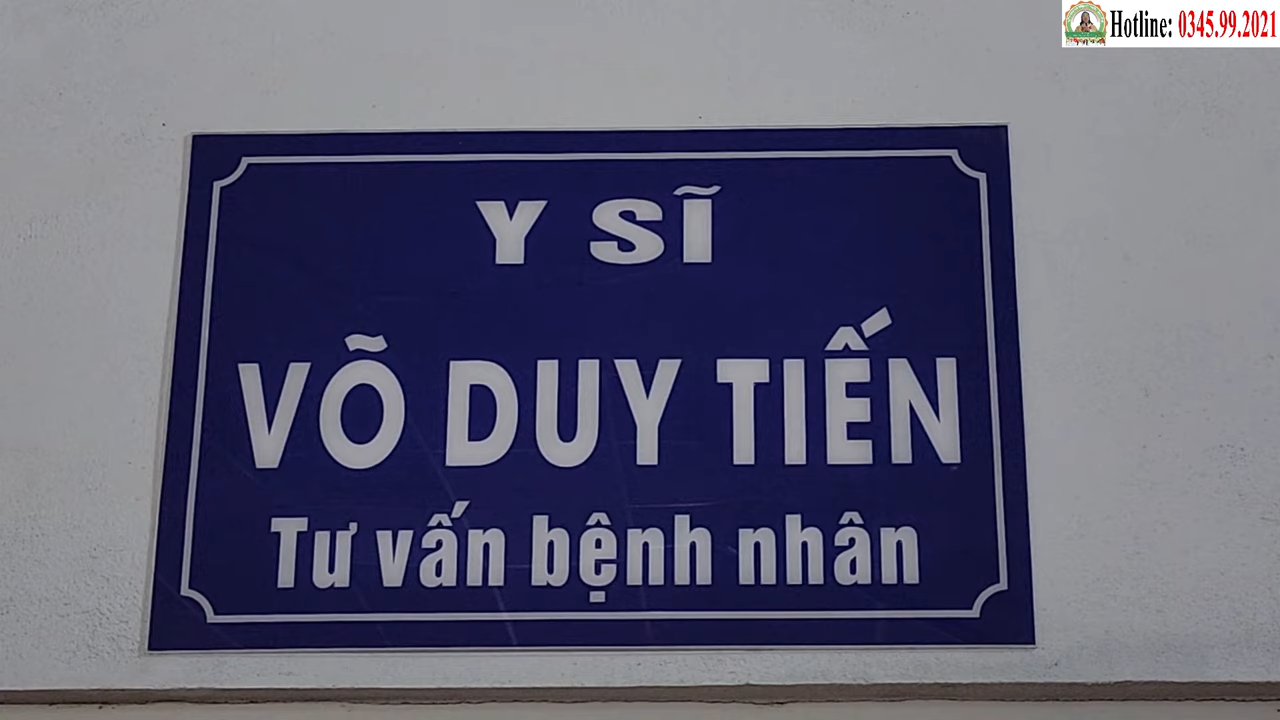 Hotline: 0345.99.2021
Y SĨ
VÕ DUY TIẾN
Tư vấn bệnh nhân